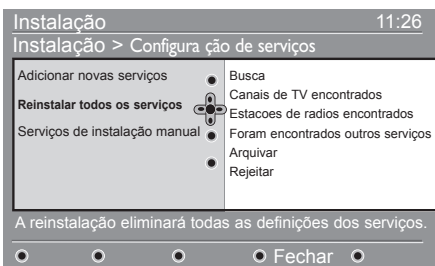 Instalação 11:26
Instalação > Configura ção de serviços
Adicionar novas serviços
Reinstalar todos os serviços
Serviços de instalação manual
Busca
Canais de TV encontrados
Estacoes de radios encontrados
Foram encontrados outros serviços
Arquivar
Rejeitar
A reinstalação eliminará todas as definições dos serviços.
Fechar